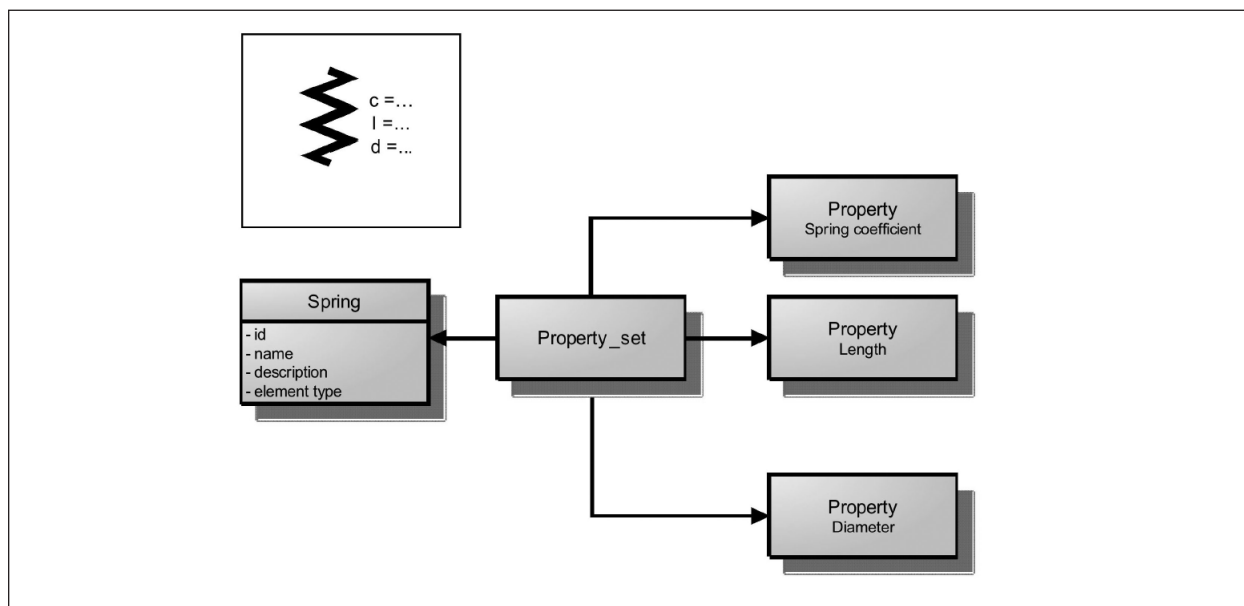 c =...
l =...
d =...
Property
Spring coefficient
Spring
- id
- name
- description
- element type
Property_set
Property
Length
Property
Diameter